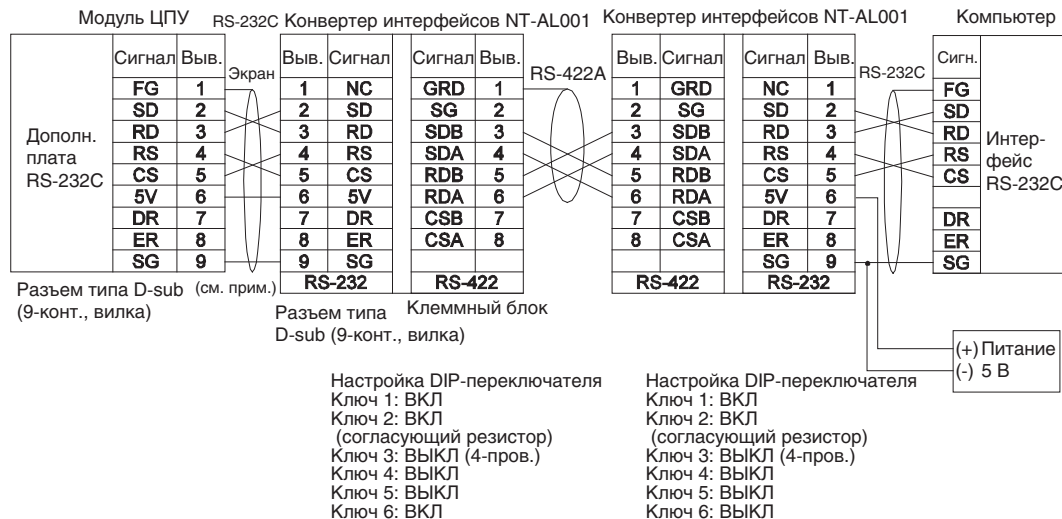 Модуль ЦПУ RS-232C Конвертер интерфейсов NT-AL001 Конвертер интерфейсов NT-AL001 Компьютер
Сигнал Выв. Выв. Сигнал Сигнал Выв. Выв. Сигнал Сигнал Выв. Сигн.
Экран RS-422A RS-232C
FG 1 1 NC GRD 1 1 GRD NC 1 FG
SD 2 2 SD SG 2 2 SG SD 2 SD
RD 3 3 RD SDB 3 3 SDB RD 3 RD
RS 4 4 RS SDA 4 4 SDA RS 4 RS
CS 5 5 CS RDB 5 5 RDB CS 5 CS
5V 6 6 5V RDA 6 6 RDA 5V 6
DR 7 7 DR CSB 7 7 CSB DR 7 DR
ER 8 8 ER CSA 8 8 CSA ER 8 ER
SG 9 9 SG SG 9 SG
Дополн.
плата
RS-232C
Интер-
фейс
RS-232C
RS-232 RS-422 RS-422 RS-232
Разъем типа D-sub
(9-конт., вилка)
(см. прим.)
Разъем типа
D-sub (9-конт., вилка)
Клеммный блок
(+) Питание
(-) 5 В
Настройка DIP-переключателя
Ключ 1: ВКЛ
Ключ 2: ВКЛ
(согласующий резистор)
Ключ 3: ВЫКЛ (4-пров.)
Ключ 4: ВЫКЛ
Ключ 5: ВЫКЛ
Ключ 6: ВКЛ
Настройка DIP-переключателя
Ключ 1: ВКЛ
Ключ 2: ВКЛ
(согласующий резистор)
Ключ 3: ВЫКЛ (4-пров.)
Ключ 4: ВЫКЛ
Ключ 5: ВЫКЛ
Ключ 6: ВЫКЛ